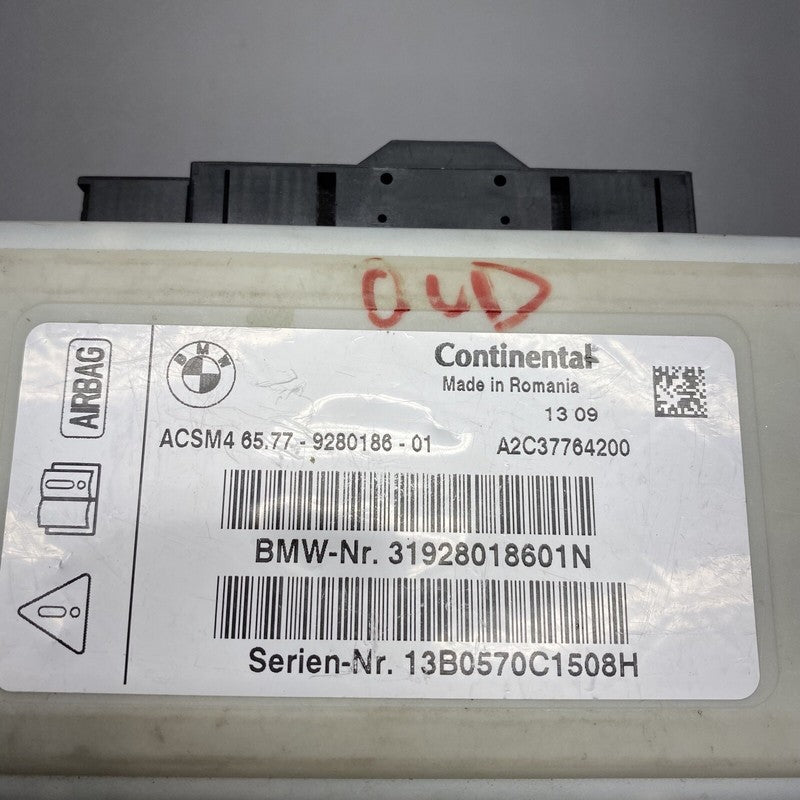 OUD
AIRBAG
BMW
Continental
Made in Romania
13 09
ACSM4 65.77 - 9280186 - 01 A2C37764200
BMW-Nr. 31928018601N
Serien-Nr. 13B0570C1508H